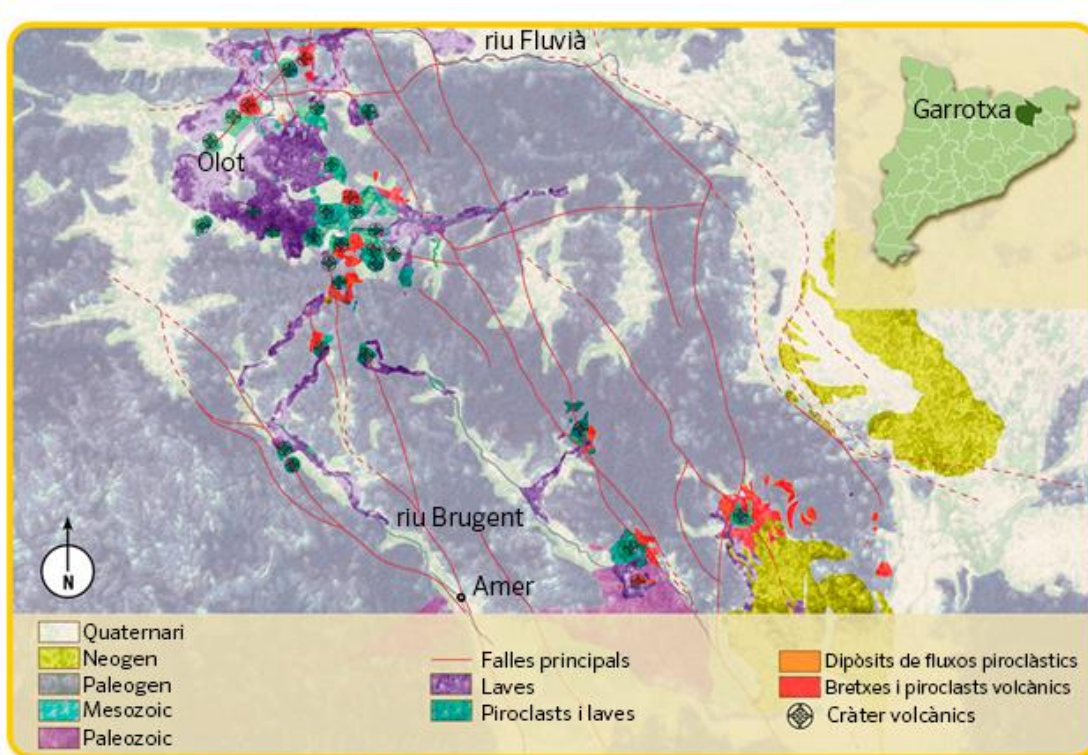 riu Fluvià
Garrotxa
Olot
riu Brugent
Amer
N
Quaternari
Neogen
Paleogen
Mesozoic
Paleozoic
Falles principals
Laves
Piroclasts i laves
Dipòsits de fluxos piroclàstics
Bretxes i piroclasts volcànics
Cràter volcànics